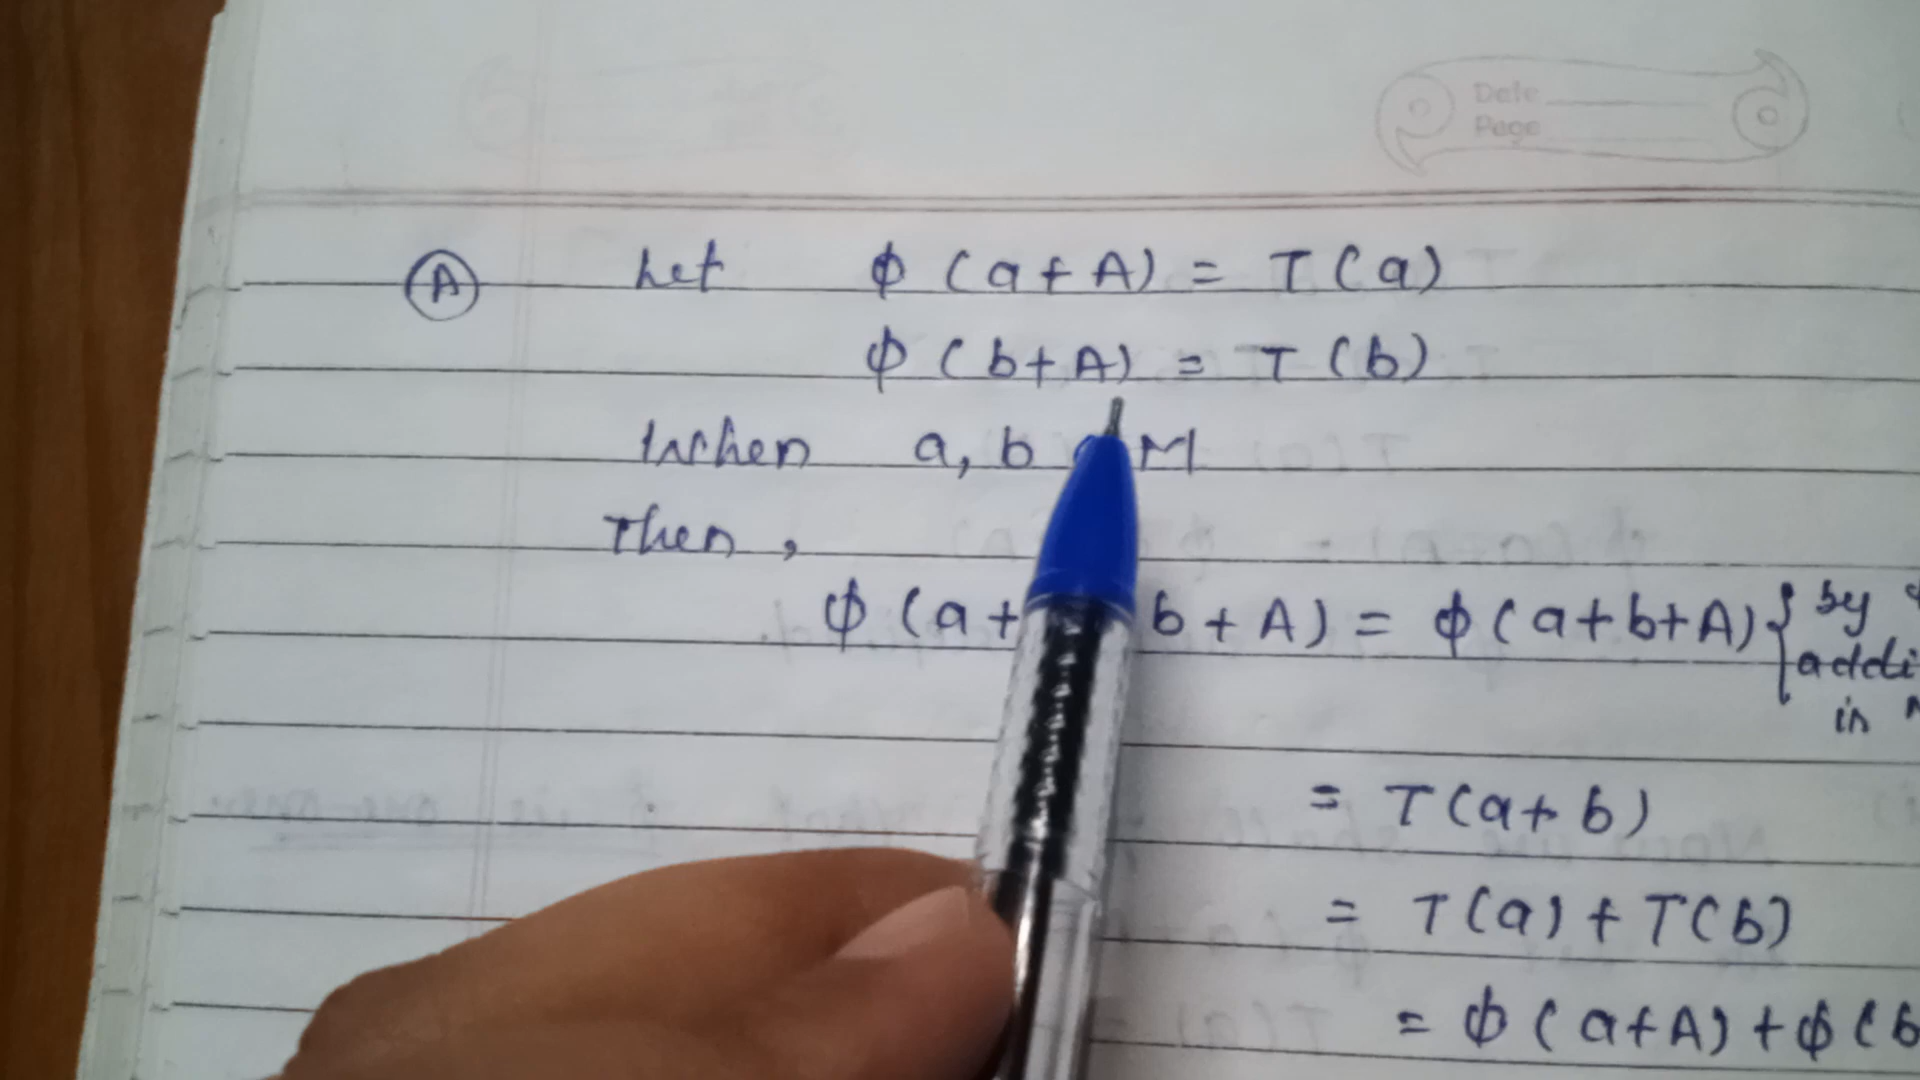 Date
Page
A Let φ (a + A) = T (a)
φ (b + A) = T (b)
When a, b M
Then,
φ (a + b + A) = φ (a + b + A) { by
addi
in
= T (a + b)
= T (a) + T (b)
= φ (a + A) + φ (b